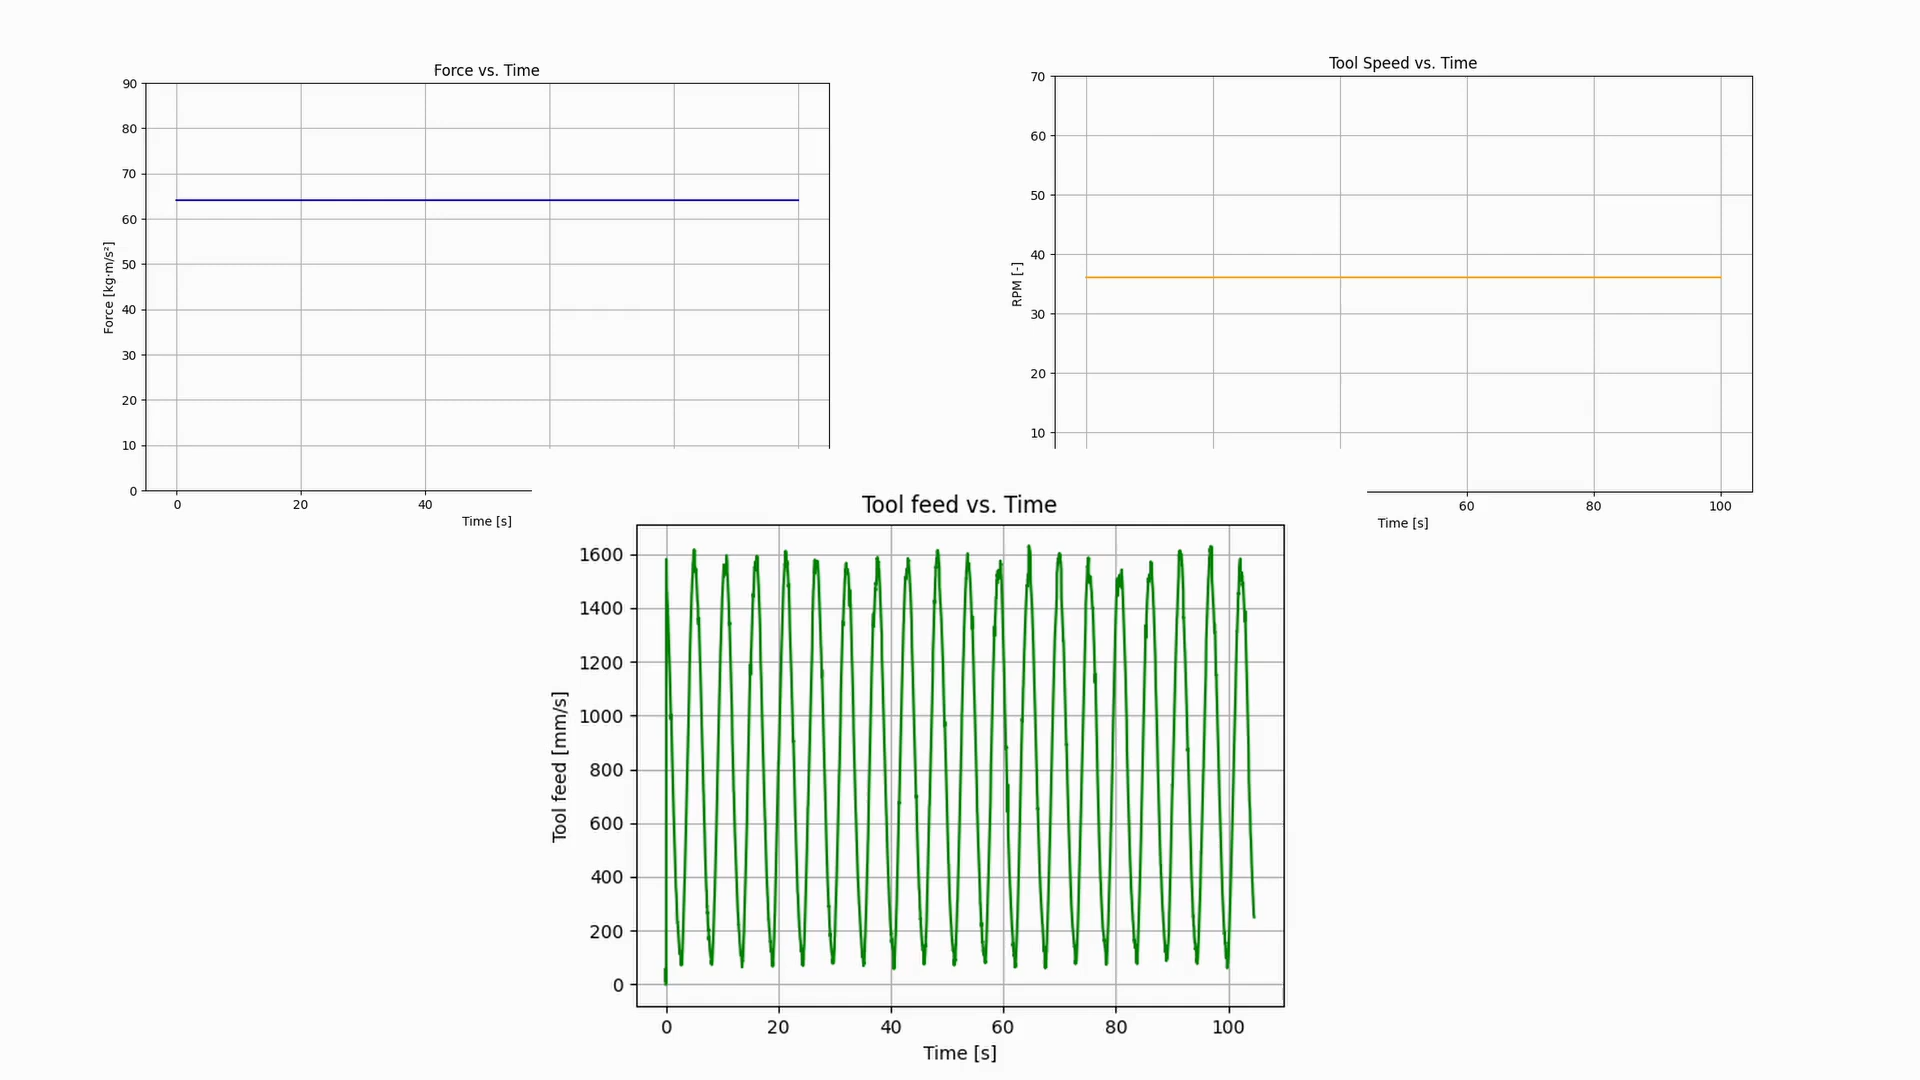 Force vs. Time
90
80
70
60
50
40
30
20
10
0
Force [kg·m/s²]
0 20 40
Time [s]
Tool Speed vs. Time
70
60
50
40
30
20
10
RPM [-]
60 80 100
Time [s]
Tool feed vs. Time
1600
1400
1200
1000
800
600
400
200
0
Tool feed [mm/s]
0 20 40 60 80 100
Time [s]